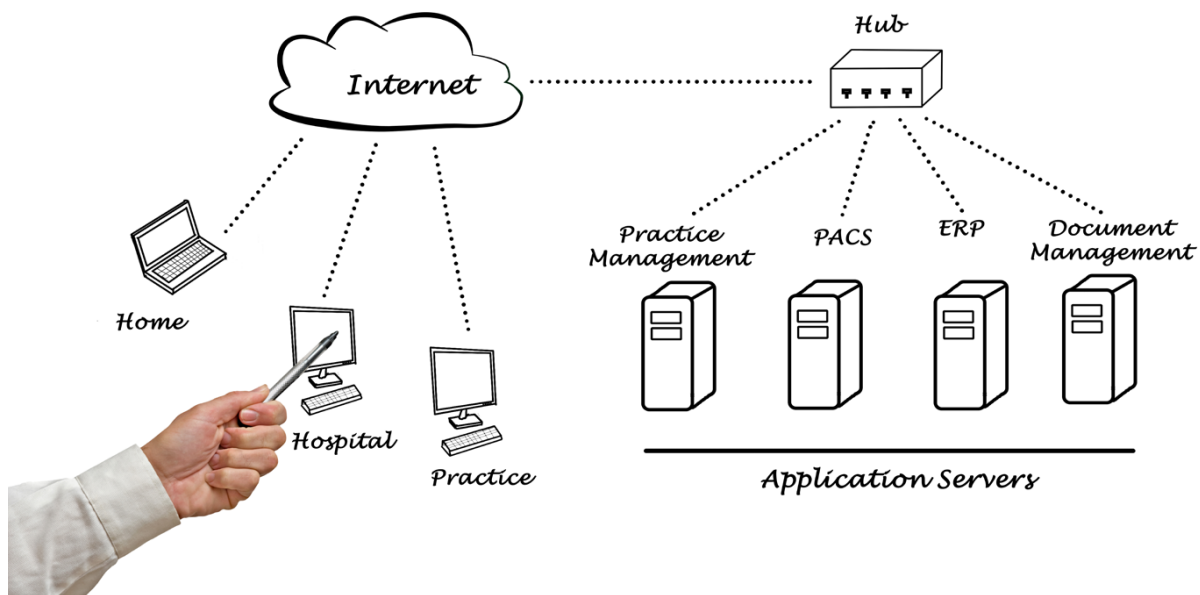 Hub
Internet
Practice
Management
PACS
ERP
Document
Management
Home
Hospital
Practice
Application Servers